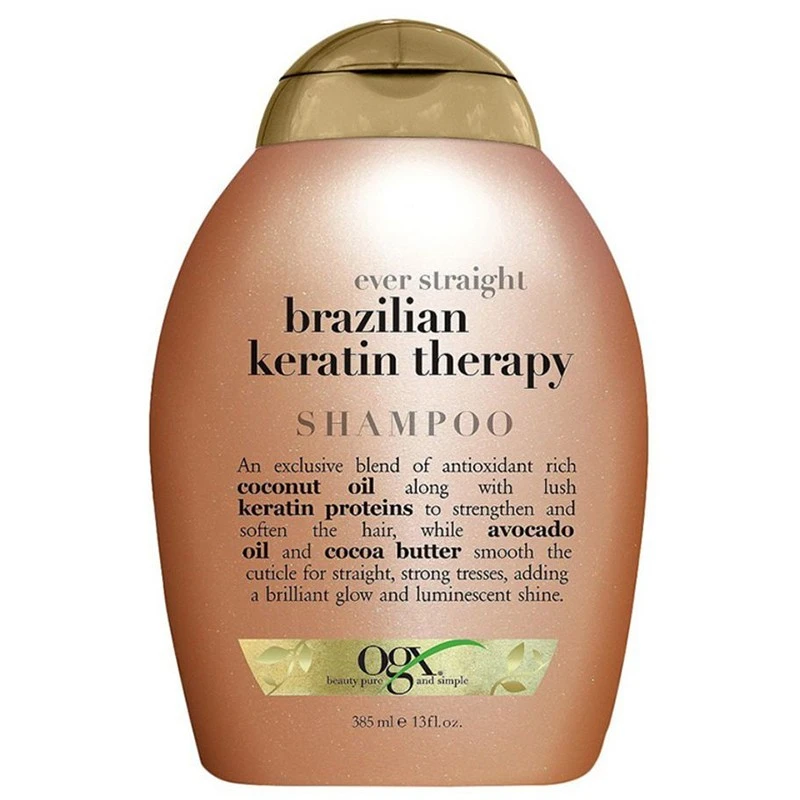 ever straight
brazilian
keratin therapy
SHAMPOO
An exclusive blend of antioxidant rich
coconut oil along with lush
keratin proteins to strengthen and
soften the hair, while avocado
oil and cocoa butter smooth the
cuticle for straight, strong tresses, adding
a brilliant glow and luminescent shine.
ogx®
beauty pure and simple
385 ml e 13fl.oz.